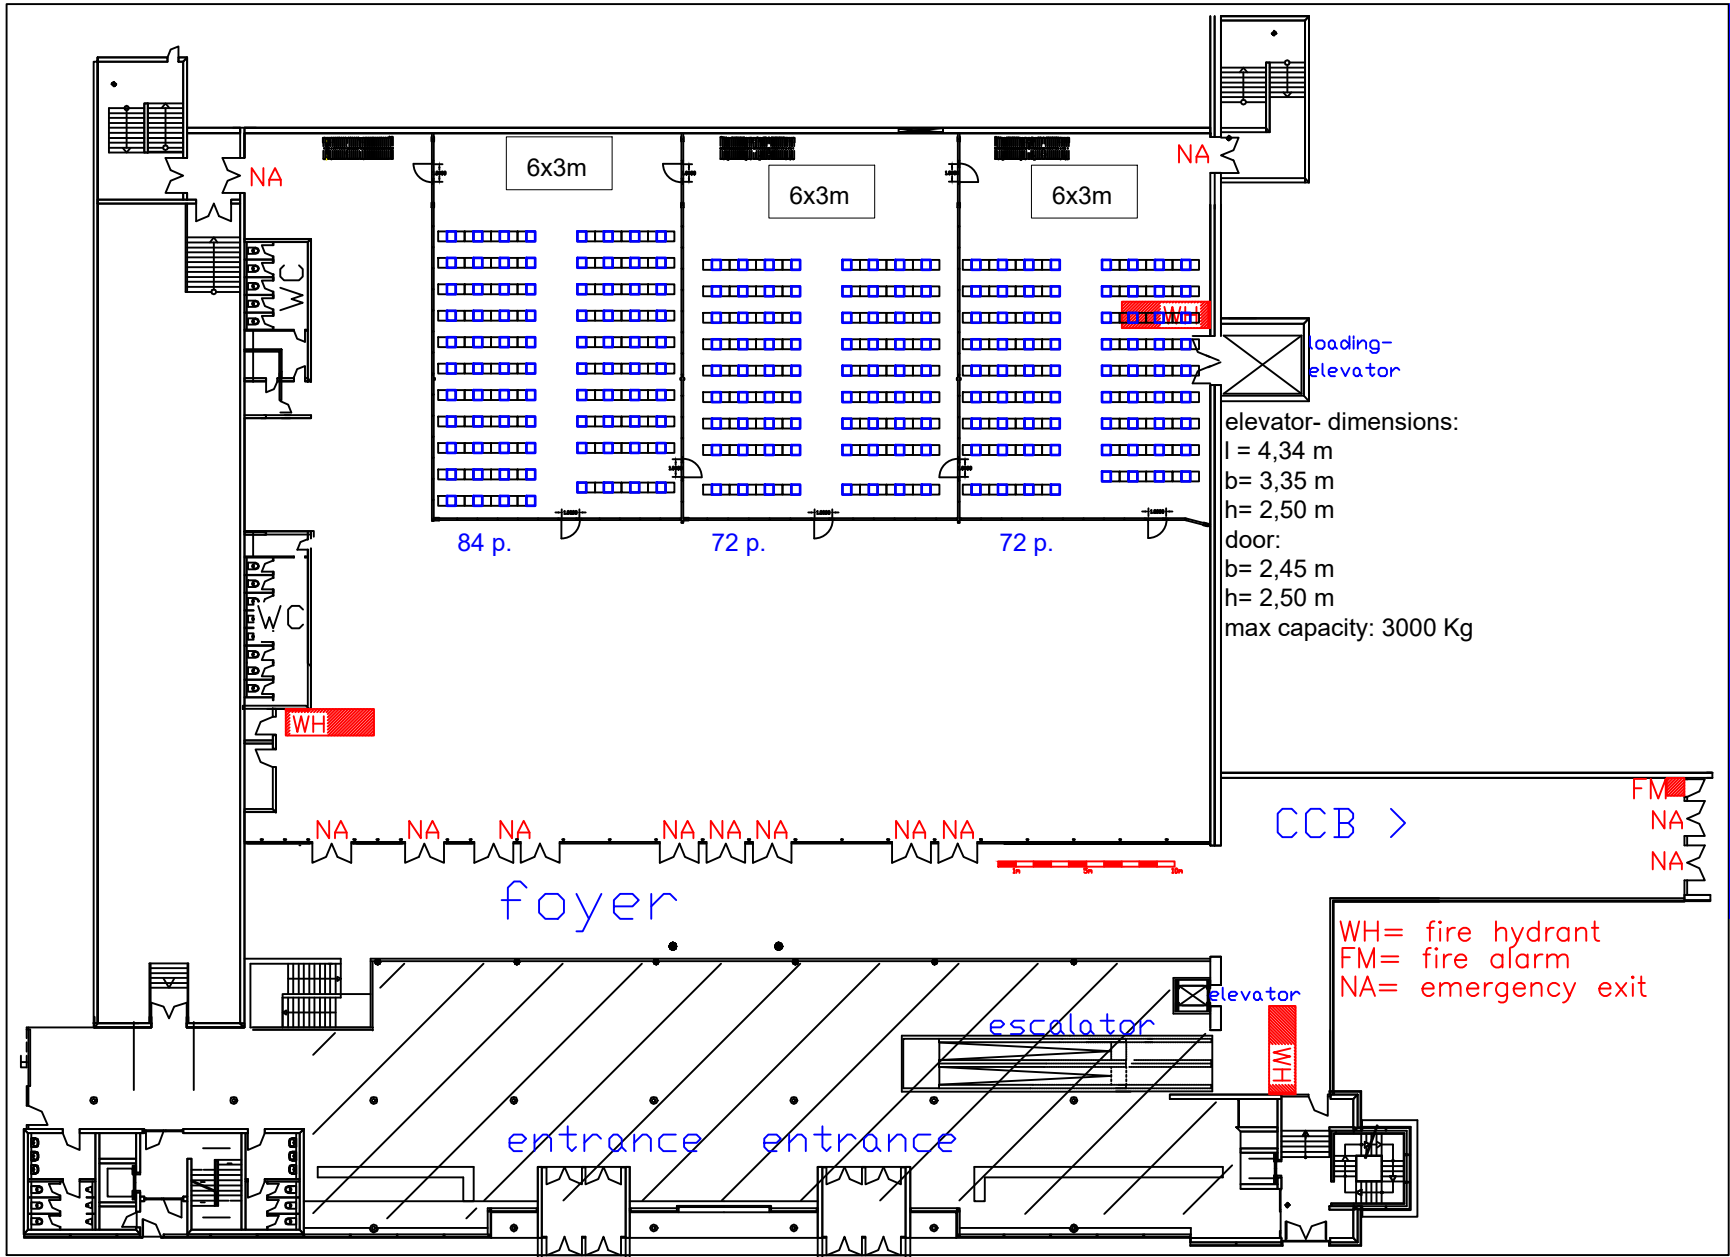 6x3m
6x3m
6x3m
NA
NA
WC
WH
loading-
elevator
elevator- dimensions:
l = 4,34 m
b= 3,35 m
h= 2,50 m
door:
b= 2,45 m
h= 2,50 m
max capacity: 3000 Kg
84 p.
72 p.
72 p.
WC
WH
FM
NA
NA
CCB >
NA NA NA NA NA NA NA NA
1m 5m 10m
foyer
WH= fire hydrant
FM= fire alarm
NA= emergency exit
elevator
escalator
WH
entrance entrance